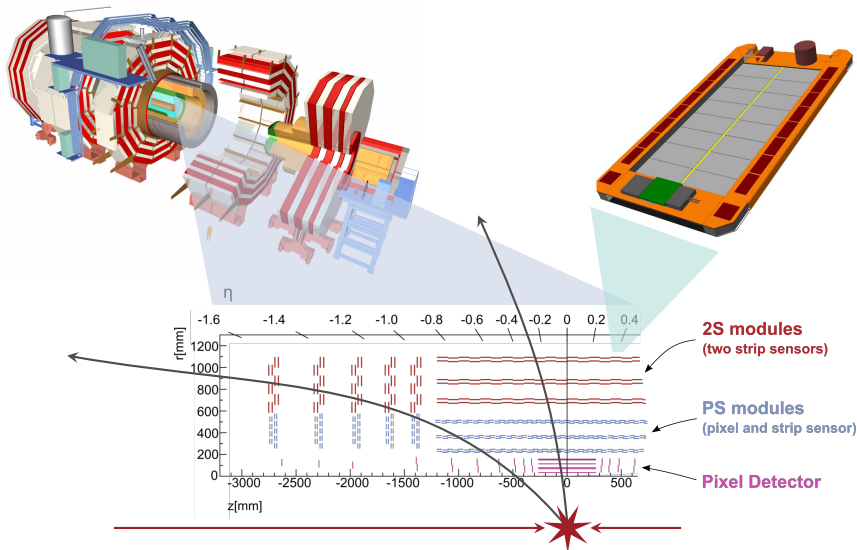 η
-1.6 -1.4 -1.2 -1.0 -0.8 -0.6 -0.4 -0.2 0 0.2 0.4
r[mm]
1200
1000
800
600
400
200
0
-3000 -2500 -2000 -1500 -1000 -500 0 500
z[mm]
2S modules
(two strip sensors)
PS modules
(pixel and strip sensor)
Pixel Detector